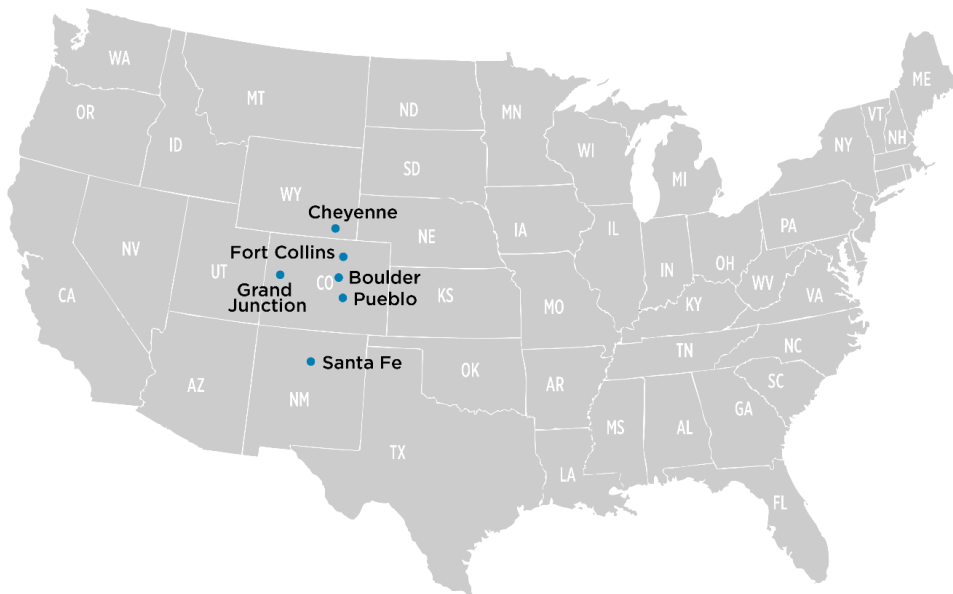 WA
ME
MT
ND
MN
VT
OR
NH
ID
NY
WI
SD
MI
WY
Cheyenne
PA
IA
NE
IL
NV
Fort Collins
OH
UT
IN
Boulder
CO
WV
Grand
Junction
CA
KS
Pueblo
VA
KY
MO
NC
TN
Santa Fe
OK
SC
AZ
AR
NM
GA
MS
AL
TX
LA
FL